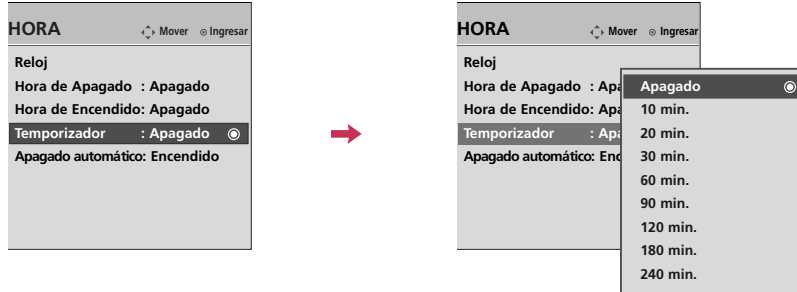 HORA Mover Ingresar
Reloj
Hora de Apagado : Apagado
Hora de Encendido: Apagado
Temporizador : Apagado
Apagado automático: Encendido
HORA Mover Ingresar
Reloj
Hora de Apagado : Apa
Hora de Encendido: Apa
Temporizador : Apa
Apagado automático: Enc
Apagado
10 min.
20 min.
30 min.
60 min.
90 min.
120 min.
180 min.
240 min.